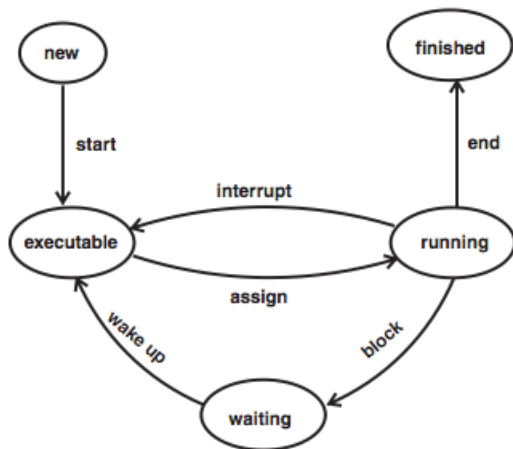 new
finished
start
end
interrupt
executable
running
assign
wake up
block
waiting